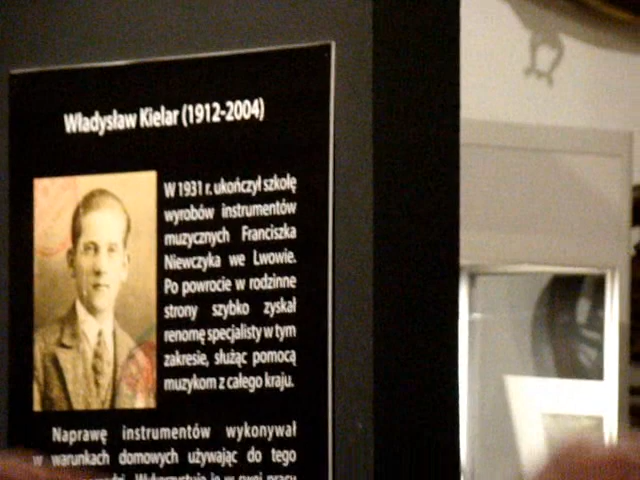 Władysław Kielar (1912-2004)
W 1931 r. ukończył szkołę
wyrobów instrumentów
muzycznych Franciszka
Niewczyka we Lwowie.
Po powrocie w rodzinne
strony szybko zyskał
renomę specjalisty w tym
zakresie, służąc pomocą
muzykom z całego kraju.
Naprawę instrumentów wykonywał
w warunkach domowych używając do tego